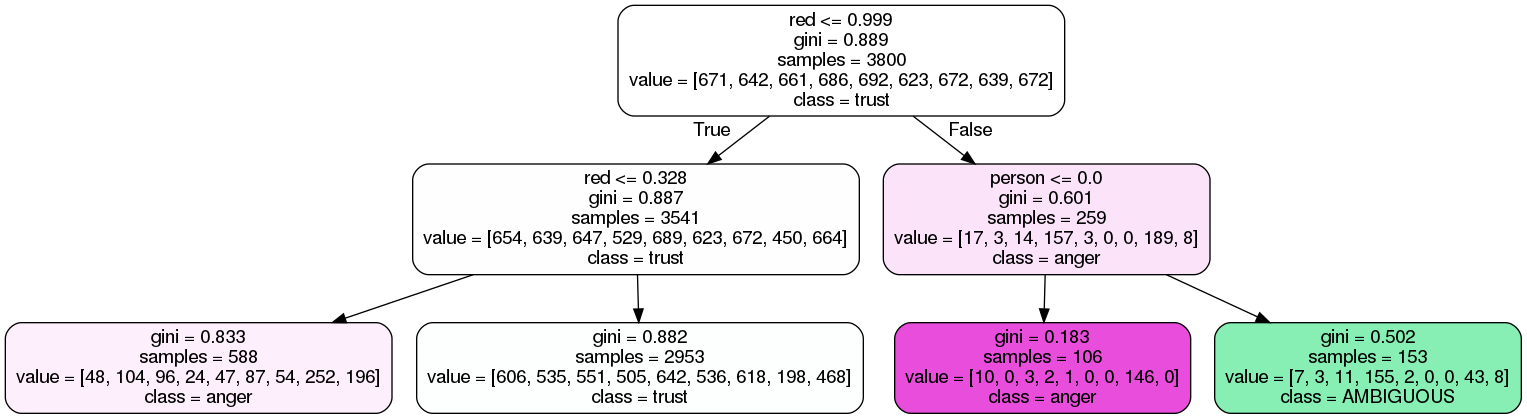 red <= 0.999
gini = 0.889
samples = 3800
value = [671, 642, 661, 686, 692, 623, 672, 639, 672]
class = trust
True
False
red <= 0.328
gini = 0.887
samples = 3541
value = [654, 639, 647, 529, 689, 623, 672, 450, 664]
class = trust
person <= 0.0
gini = 0.601
samples = 259
value = [17, 3, 14, 157, 3, 0, 0, 189, 8]
class = anger
gini = 0.833
samples = 588
value = [48, 104, 96, 24, 47, 87, 54, 252, 196]
class = anger
gini = 0.882
samples = 2953
value = [606, 535, 551, 505, 642, 536, 618, 198, 468]
class = trust
gini = 0.183
samples = 106
value = [10, 0, 3, 2, 1, 0, 0, 146, 0]
class = anger
gini = 0.502
samples = 153
value = [7, 3, 11, 155, 2, 0, 0, 43, 8]
class = AMBIGUOUS